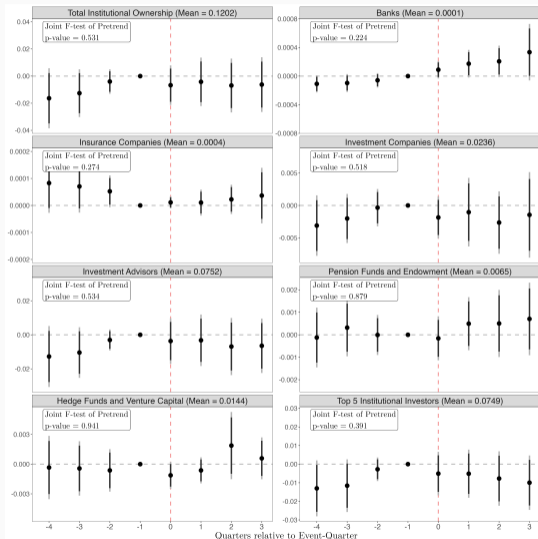 Total Institutional Ownership (Mean = 0.1202)
Joint F-test of Pretrend
p-value = 0.531
0.04
0.02
0.00
-0.02
-0.04
Banks (Mean = 0.0001)
Joint F-test of Pretrend
p-value = 0.224
0.0008
0.0004
0.0000
-0.0004
-0.0008
Insurance Companies (Mean = 0.0004)
Joint F-test of Pretrend
p-value = 0.274
0.0002
0.0001
0.0000
-0.0001
-0.0002
Investment Companies (Mean = 0.0236)
Joint F-test of Pretrend
p-value = 0.518
0.005
0.000
-0.005
Investment Advisors (Mean = 0.0752)
Joint F-test of Pretrend
p-value = 0.534
0.02
0.00
-0.02
Pension Funds and Endowment (Mean = 0.0065)
Joint F-test of Pretrend
p-value = 0.879
0.002
0.001
0.000
-0.001
-0.002
Hedge Funds and Venture Capital (Mean = 0.0144)
Joint F-test of Pretrend
p-value = 0.941
0.003
0.000
-0.003
-4 -3 -2 -1 0 1 2 3
Top 5 Institutional Investors (Mean = 0.0749)
Joint F-test of Pretrend
p-value = 0.391
0.03
0.02
0.01
0.00
-0.01
-0.02
-0.03
-4 -3 -2 -1 0 1 2 3
Quarters relative to Event-Quarter